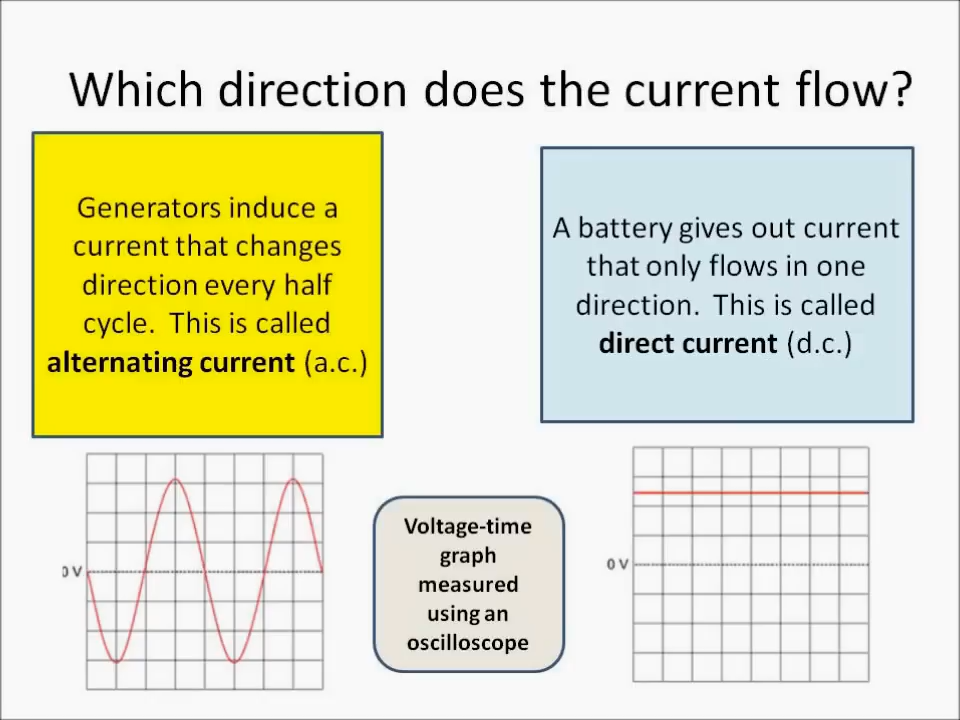 Which direction does the current flow?
Generators induce a
current that changes
direction every half
cycle.  This is called
alternating current (a.c.)
A battery gives out current
that only flows in one
direction.  This is called
direct current (d.c.)
0 V
Voltage-time
graph
measured
using an
oscilloscope
0 V